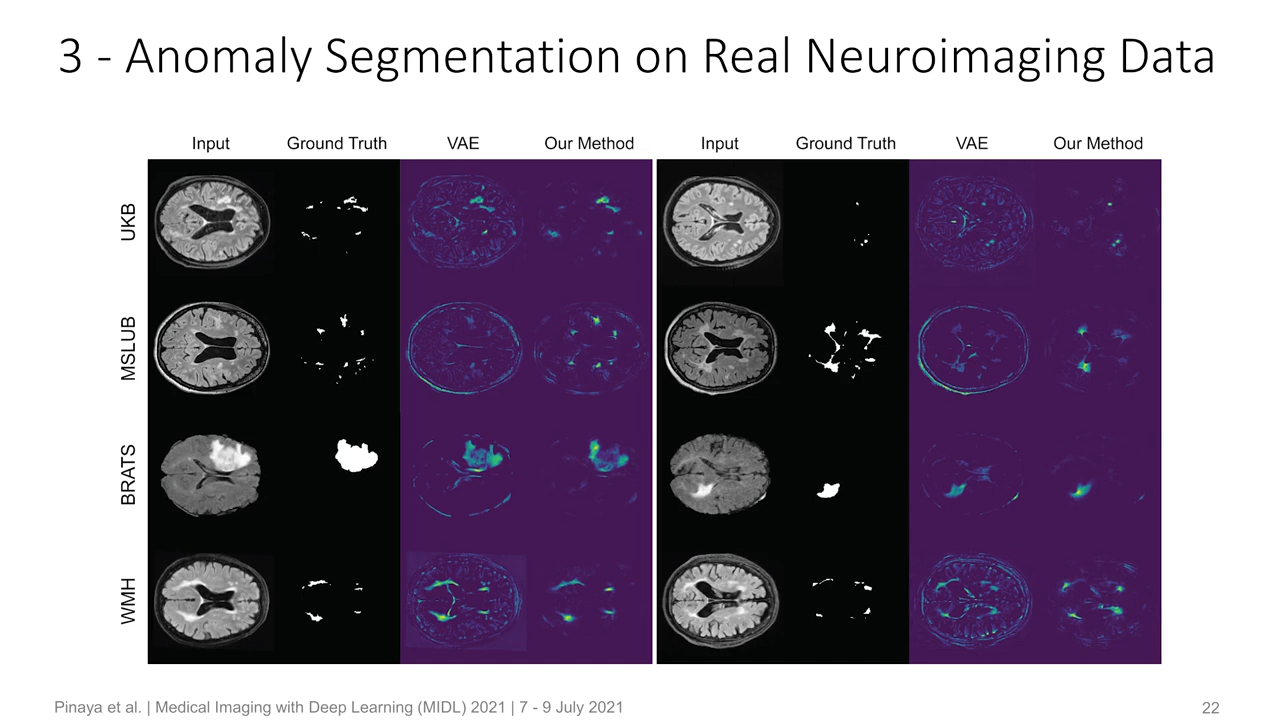 3 - Anomaly Segmentation on Real Neuroimaging Data
Input Ground Truth VAE Our Method Input Ground Truth VAE Our Method
UKB
MSLUB
BRATS
WMH
Pinaya et al. | Medical Imaging with Deep Learning (MIDL) 2021 | 7 - 9 July 2021 22